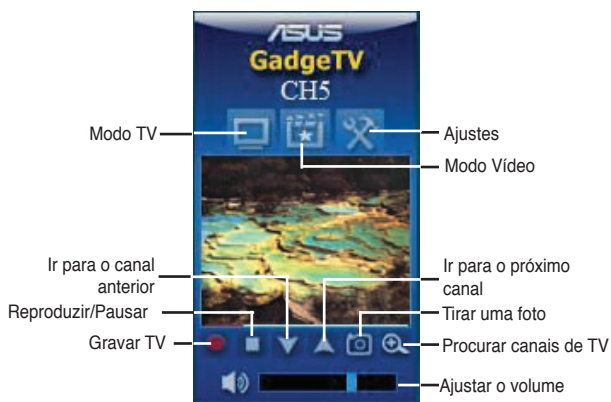 ASUS
GadgeTV
CH5
Modo TV
Ajustes
Modo Vídeo
Ir para o canal
anterior
Ir para o próximo
canal
Reproduzir/Pausar
Tirar uma foto
Gravar TV
Procurar canais de TV
Ajustar o volume